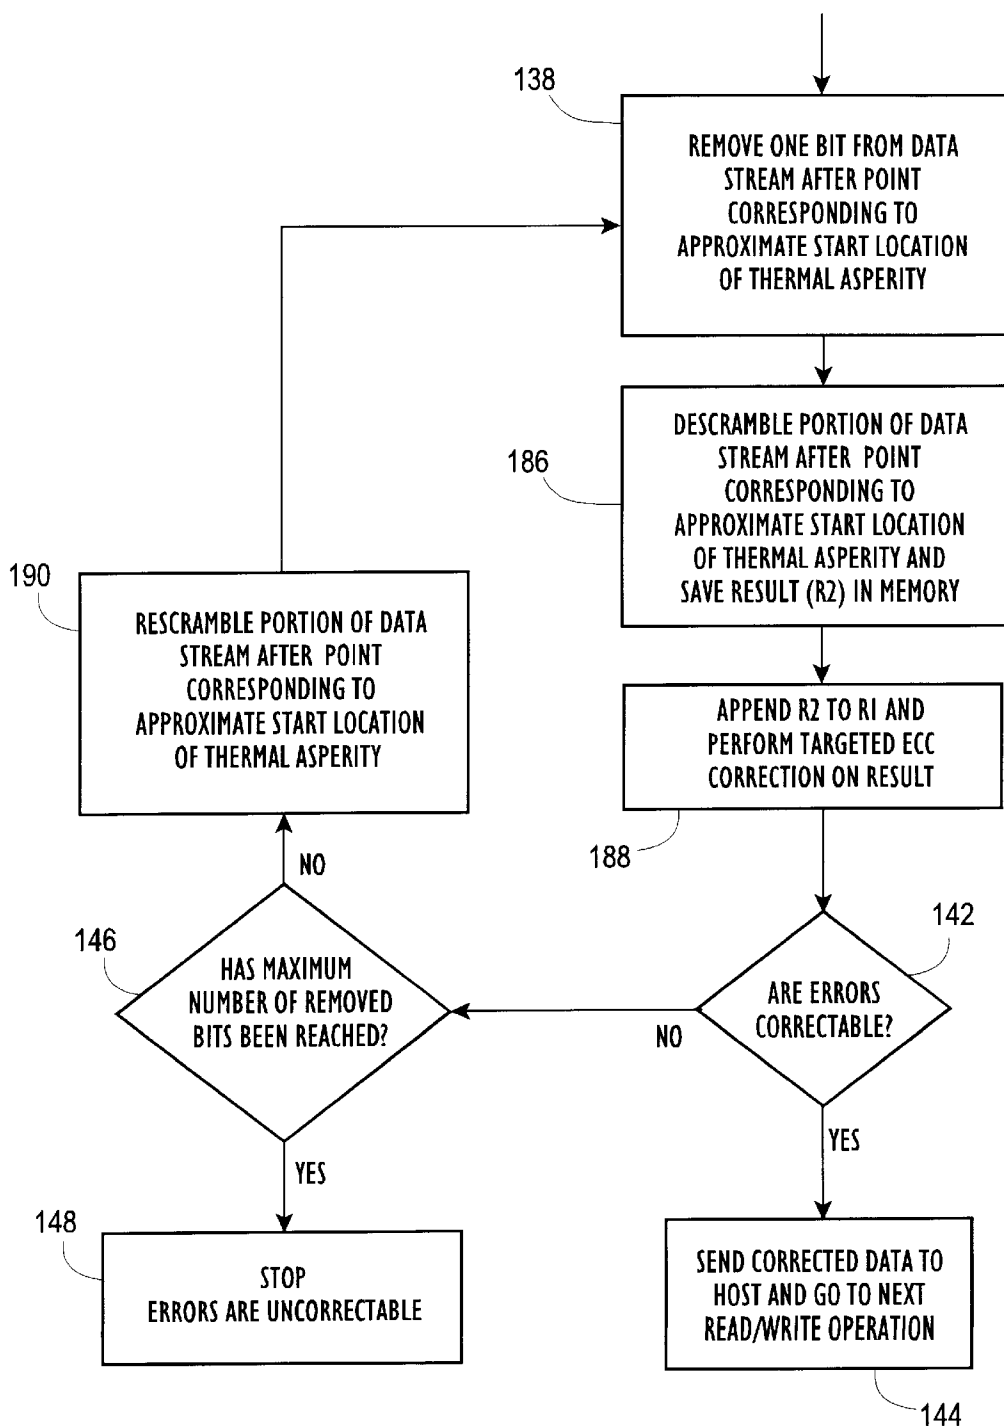 138
REMOVE ONE BIT FROM DATA
STREAM AFTER POINT
CORRESPONDING TO
APPROXIMATE START LOCATION
OF THERMAL ASPERITY
186
DESCRAMBLE PORTION OF DATA
STREAM AFTER POINT
CORRESPONDING TO
APPROXIMATE START LOCATION
OF THERMAL ASPERITY AND
SAVE RESULT (R2) IN MEMORY
190
RESCRAMBLE PORTION OF DATA
STREAM AFTER POINT
CORRESPONDING TO
APPROXIMATE START LOCATION
OF THERMAL ASPERITY
APPEND R2 TO R1 AND
PERFORM TARGETED ECC
CORRECTION ON RESULT
188
NO
142
ARE ERRORS
CORRECTABLE?
NO
146
HAS MAXIMUM
NUMBER OF REMOVED
BITS BEEN REACHED?
YES
YES
148
STOP
ERRORS ARE UNCORRECTABLE
SEND CORRECTED DATA TO
HOST AND GO TO NEXT
READ/WRITE OPERATION
144